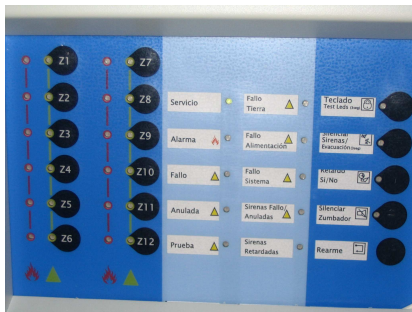 Z1
Z2
Z3
Z4
Z5
Z6
Z7
Z8
Z9
Z10
Z11
Z12
Servicio
Alarma
Fallo
Anulada
Prueba
Fallo
Tierra
Fallo
Alimentación
Fallo
Sistema
Sirenas Fallo/
Anuladas
Sirenas
Retardadas
Teclado
Test Leds
Silenciar
Sirenas/
Evacuación
Retardo
Si/No
Silenciar
Zumbador
Rearme